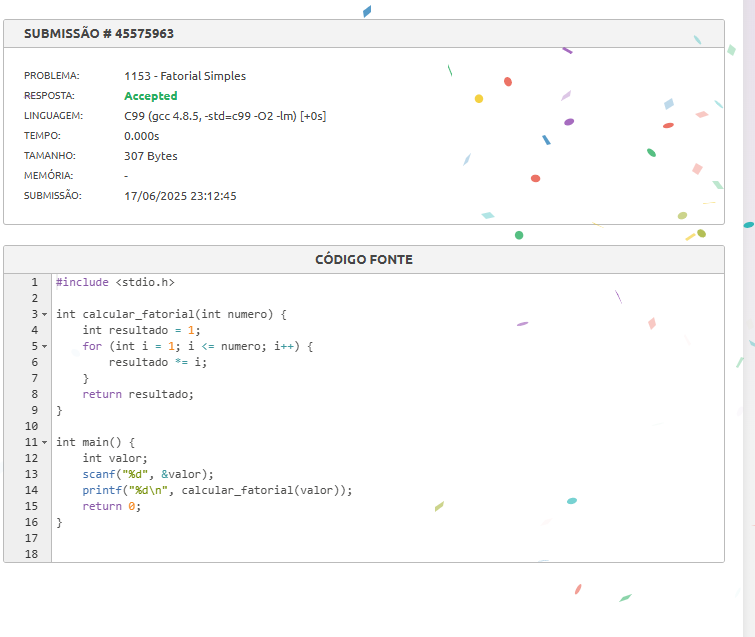 SUBMISSÃO # 45575963
PROBLEMA: 1153 - Fatorial Simples
RESPOSTA: Accepted
LINGUAGEM: C99 (gcc 4.8.5, -std=c99 -O2 -lm) [+0s]
TEMPO: 0.000s
TAMANHO: 307 Bytes
MEMÓRIA: -
SUBMISSÃO: 17/06/2025 23:12:45
CÓDIGO FONTE
1 #include <stdio.h>
2
3 int calcular_fatorial(int numero) {
4     int resultado = 1;
5     for (int i = 1; i <= numero; i++) {
6         resultado *= i;
7     }
8     return resultado;
9 }
10
11 int main() {
12     int valor;
13     scanf("%d", &valor);
14     printf("%d\n", calcular_fatorial(valor));
15     return 0;
16 }
17
18